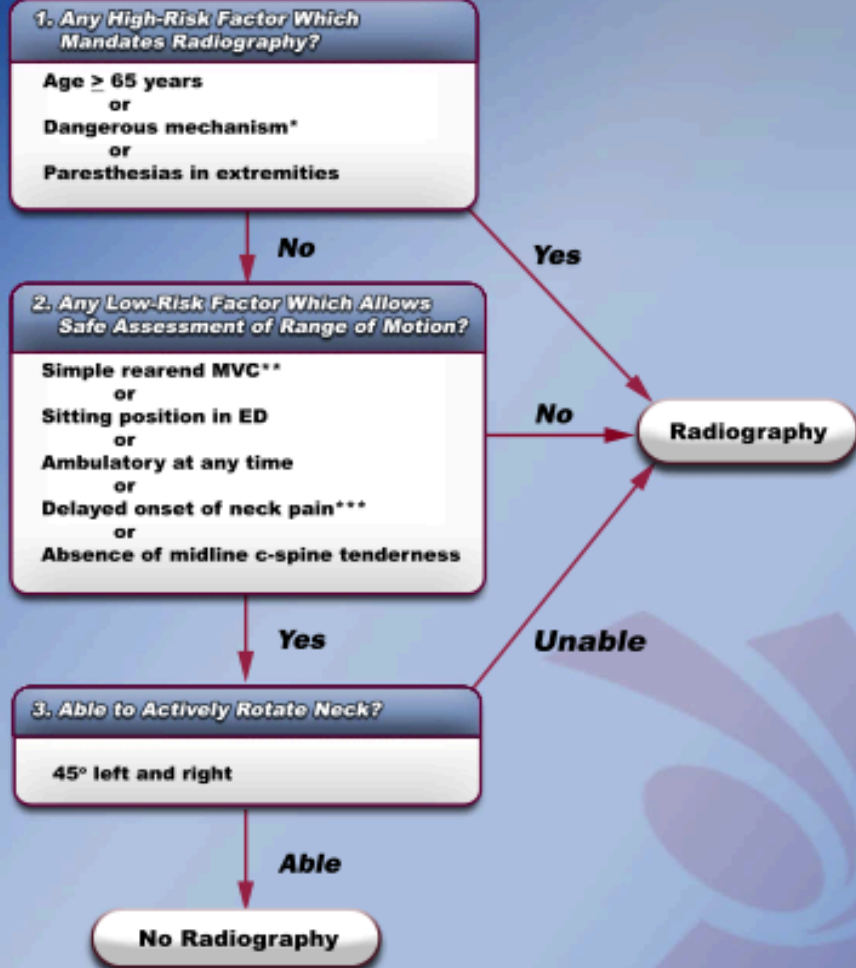 1. Any High-Risk Factor Which
Mandates Radiography?
Age ≥ 65 years
or
Dangerous mechanism*
or
Paresthesias in extremities
No
Yes
2. Any Low-Risk Factor Which Allows
Safe Assessment of Range of Motion?
Simple rearend MVC**
or
Sitting position in ED
or
Ambulatory at any time
or
Delayed onset of neck pain***
or
Absence of midline c-spine tenderness
No
Radiography
Yes
Unable
3. Able to Actively Rotate Neck?
45° left and right
Able
No Radiography